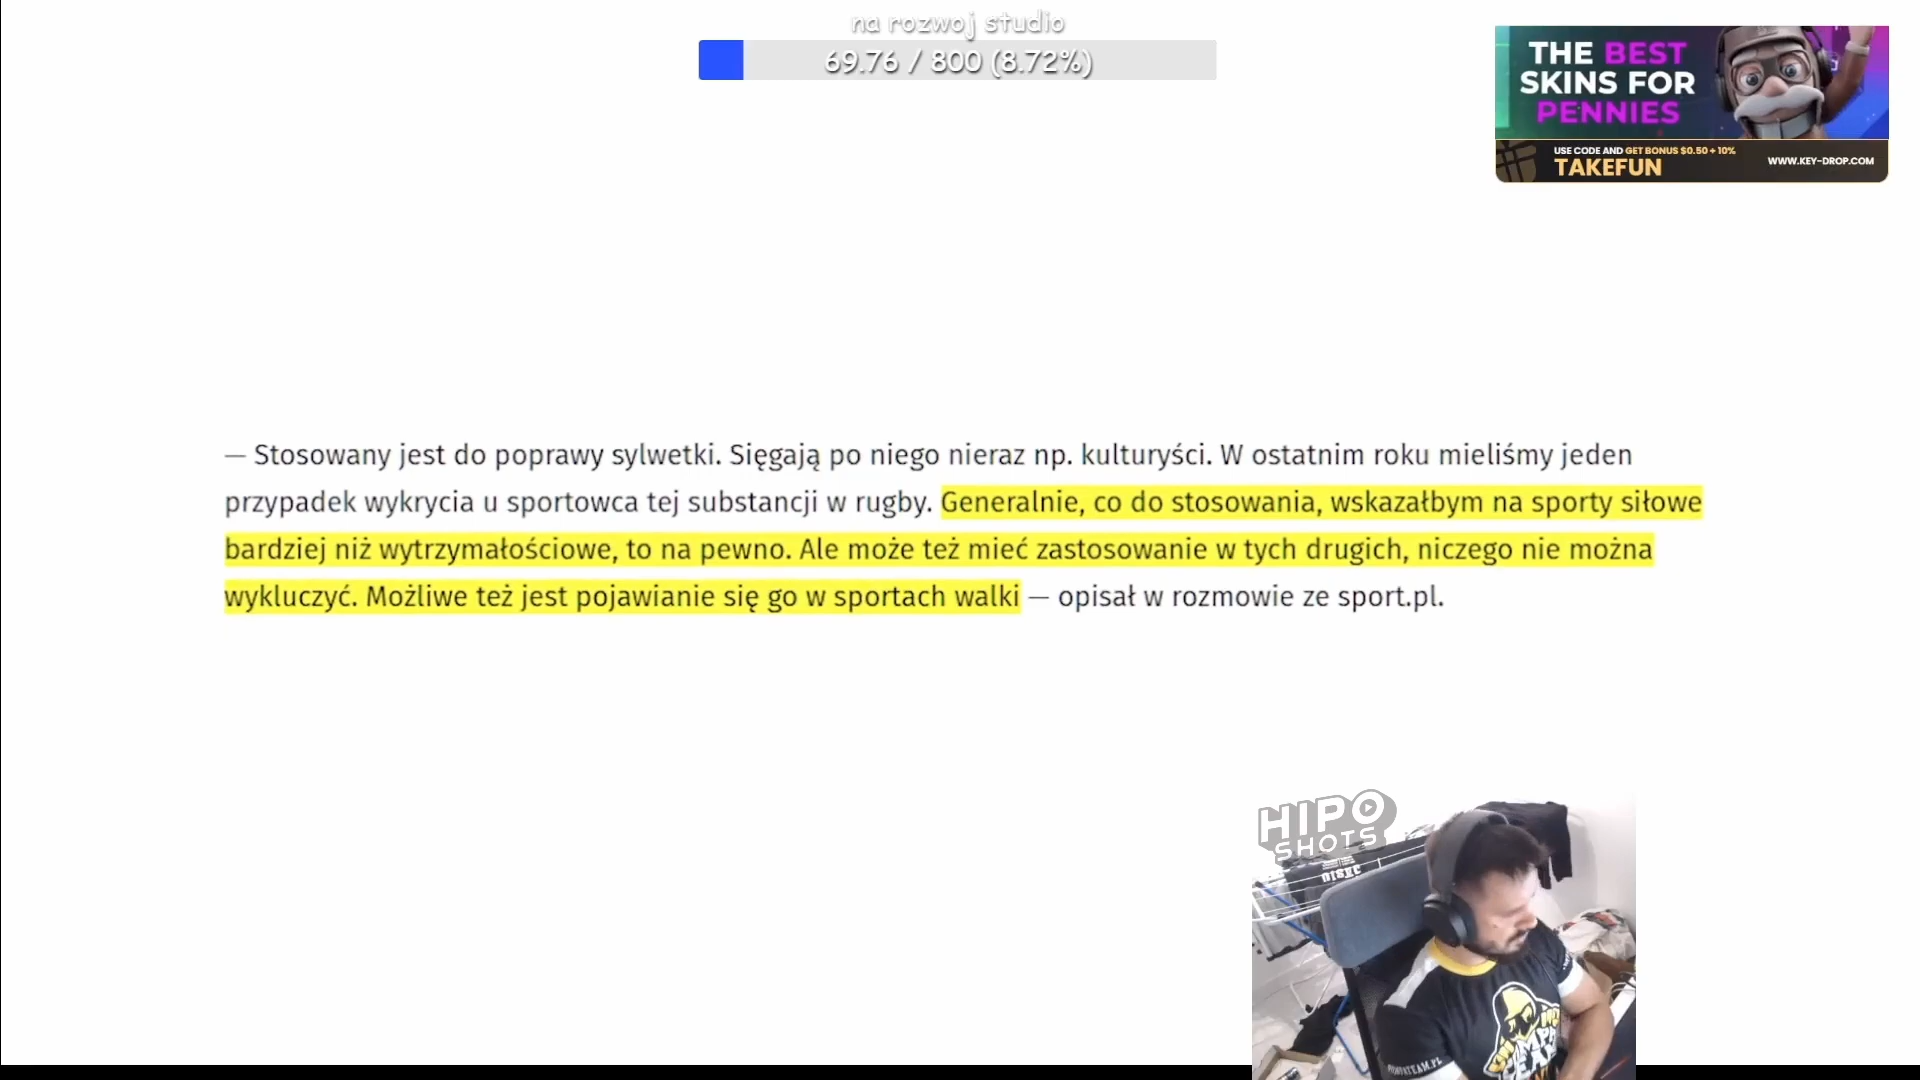 na rozwoj studio
69.76 / 800 (8.72%)
THE BEST
SKINS FOR
PENNIES
USE CODE AND GET BONUS $0.50 + 10%
TAKEFUN
WWW.KEY-DROP.COM
— Stosowany jest do poprawy sylwetki. Sięgają po niego nieraz np. kulturyści. W ostatnim roku mieliśmy jeden
przypadek wykrycia u sportowca tej substancji w rugby. Generalnie, co do stosowania, wskazałbym na sporty siłowe
bardziej niż wytrzymałościowe, to na pewno. Ale może też mieć zastosowanie w tych drugich, niczego nie można
wykluczyć. Możliwe też jest pojawianie się go w sportach walki — opisał w rozmowie ze sport.pl.
HIPO
SHOTS